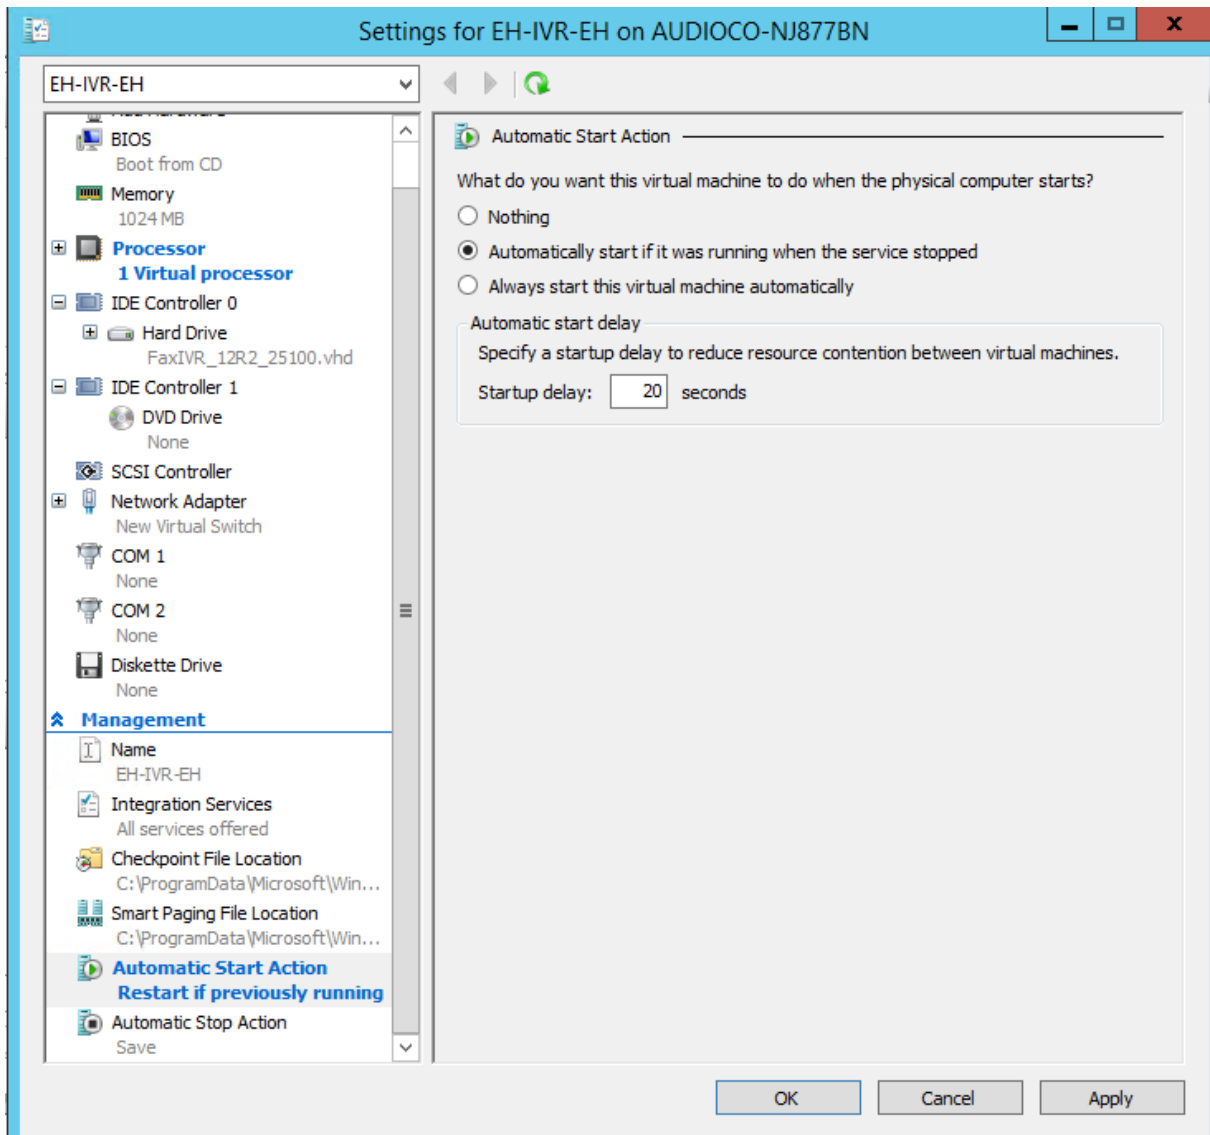 Settings for EH-IVR-EH on AUDIOCO-NJ877BN
EH-IVR-EH
BIOS
Boot from CD
Memory
1024 MB
Processor
1 Virtual processor
IDE Controller 0
Hard Drive
FaxIVR_12R2_25100.vhd
IDE Controller 1
DVD Drive
None
SCSI Controller
Network Adapter
New Virtual Switch
COM 1
None
COM 2
None
Diskette Drive
None
Management
Name
EH-IVR-EH
Integration Services
All services offered
Checkpoint File Location
C:\ProgramData\Microsoft\Win...
Smart Paging File Location
C:\ProgramData\Microsoft\Win...
Automatic Start Action
Restart if previously running
Automatic Stop Action
Save
Automatic Start Action
What do you want this virtual machine to do when the physical computer starts?
Nothing
Automatically start if it was running when the service stopped
Always start this virtual machine automatically
Automatic start delay
Specify a startup delay to reduce resource contention between virtual machines.
Startup delay: 20 seconds
OK Cancel Apply